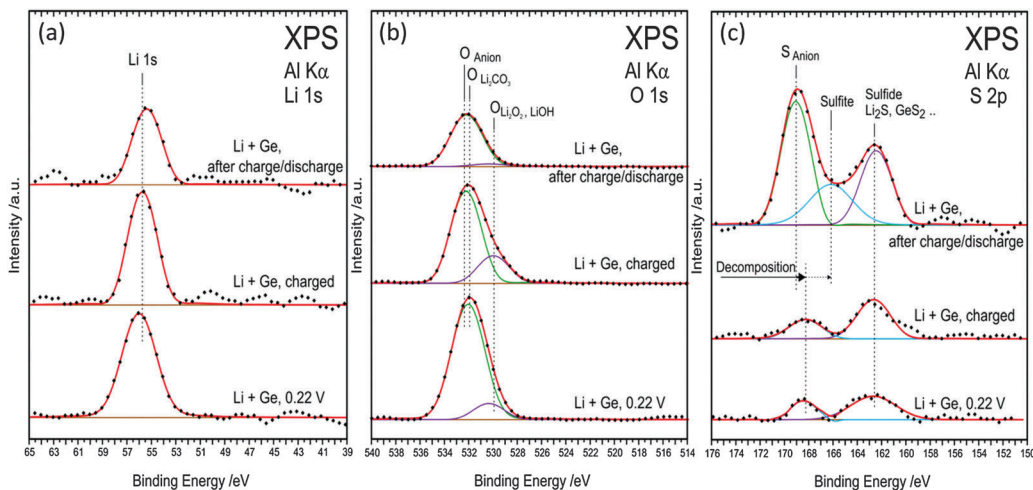 (a)
XPS
Al Kα
Li 1s
Li 1s
Li + Ge,
after charge/discharge
Li + Ge, charged
Li + Ge, 0.22 V
Intensity /a.u.
65 63 61 59 57 55 53 51 49 47 45 43 41 39
Binding Energy /eV
(b)
XPS
Al Kα
O 1s
O Anion
O Li₂CO₃
O Li₂O₂, LiOH
Li + Ge,
after charge/discharge
Li + Ge, charged
Li + Ge, 0.22 V
Intensity /a.u.
540 538 536 534 532 530 528 526 524 522 520 518 516 514
Binding Energy /eV
(c)
XPS
Al Kα
S 2p
S Anion
Sulfite
Sulfide
Li₂S, GeS₂ ..
Li + Ge,
after charge/discharge
Decomposition
Li + Ge, charged
Li + Ge, 0.22 V
Intensity /a.u.
176 174 172 170 168 166 164 162 160 158 156 154 152 150
Binding Energy /eV